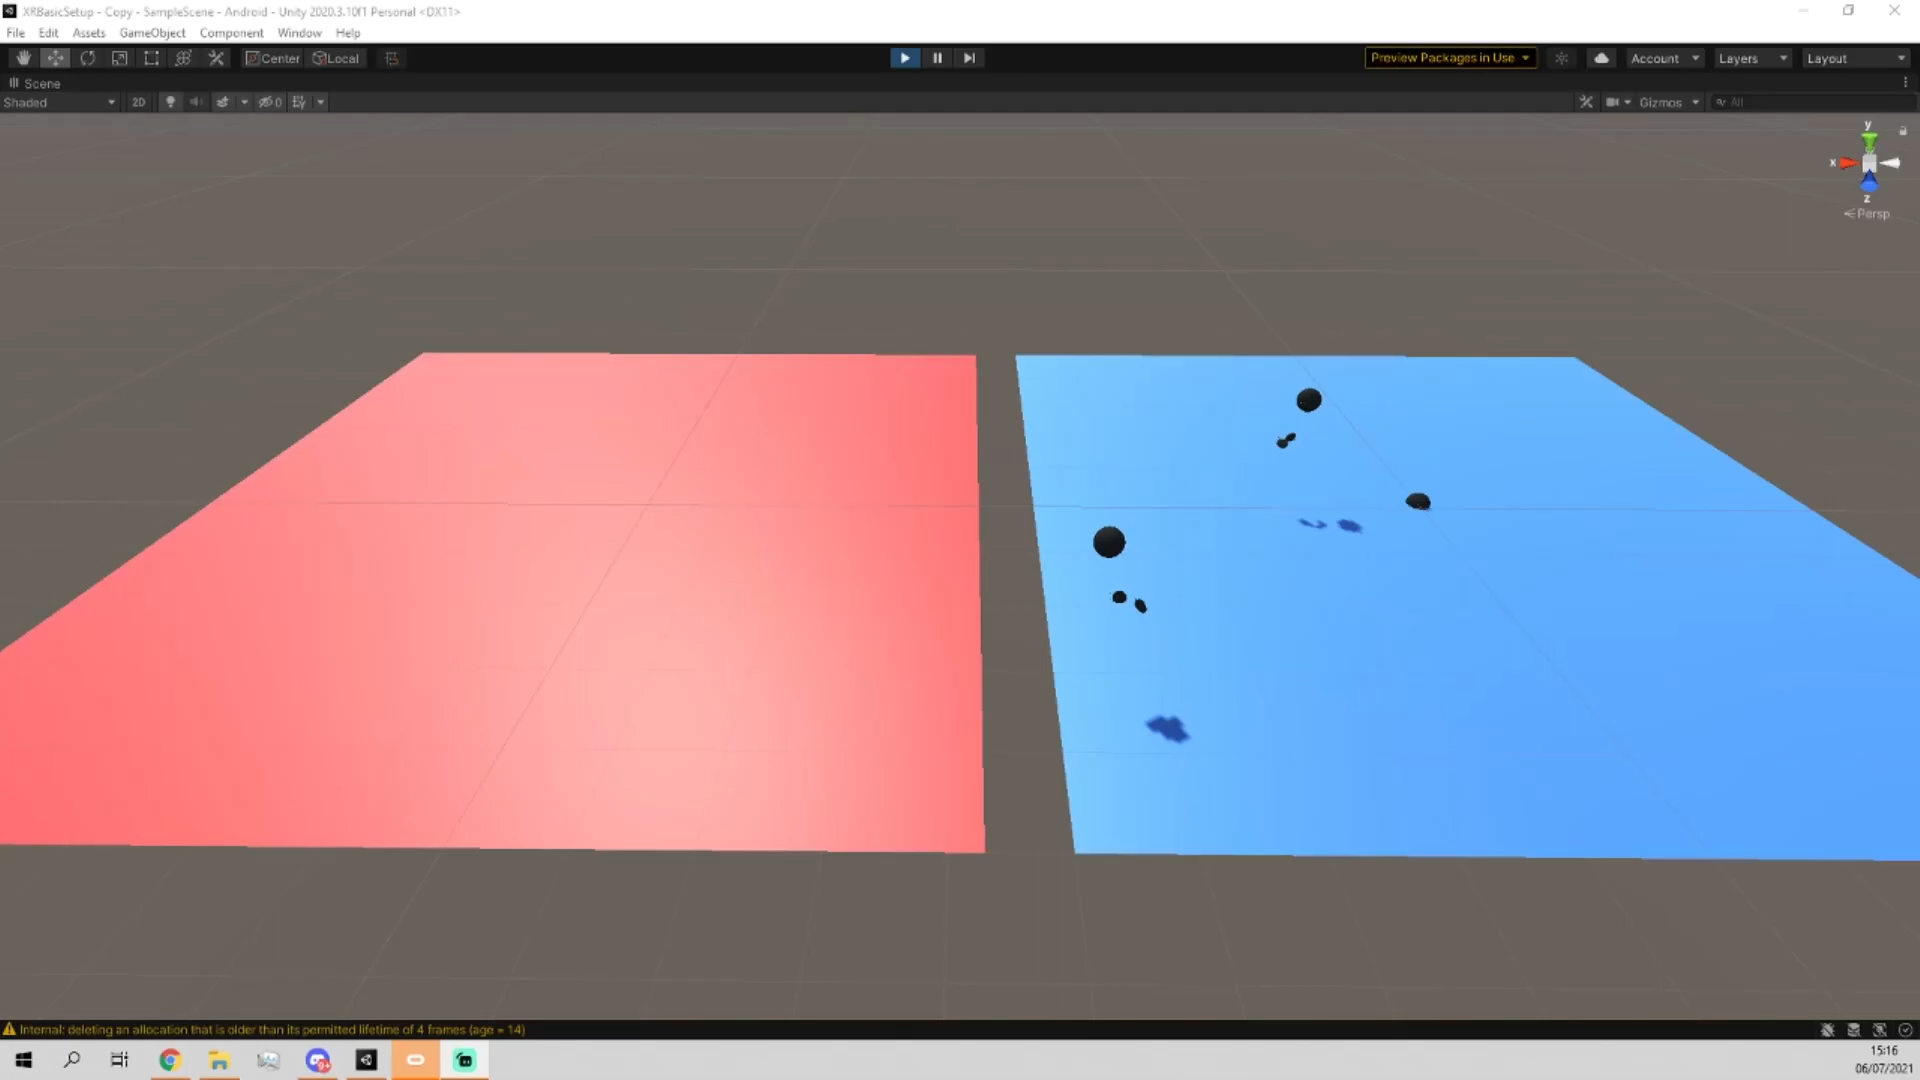 XRBasicSetup - Copy - SampleScene - Android - Unity 2020.3.10f1 Personal <DX11>
File Edit Assets GameObject Component Window Help
Center Local Preview Packages in Use Account Layers Layout
Scene
Shaded 2D 0 Gizmos All
y
x
z
Persp
Internal: deleting an allocation that is older than its permitted lifetime of 4 frames (age = 14)
9+
15:16
06/07/2021